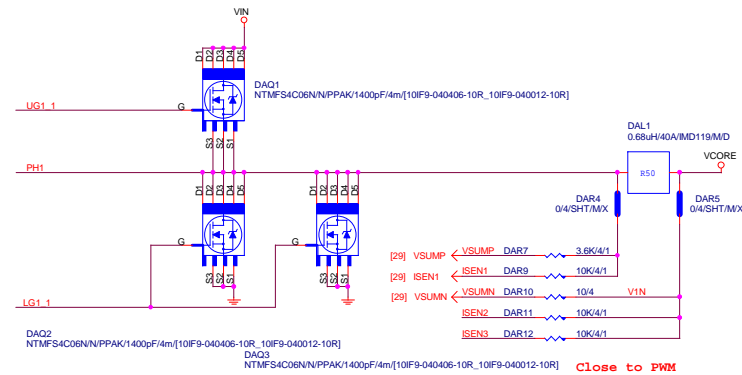 VIN
D1 D2 D3 D4 D5
DAQ1
NTMFS4C06N/N/PPAK/1400pF/4m/[10IF9-040406-10R_10IF9-040012-10R]
UG1_1
G
S3 S2 S1
DAL1
0.68uH/40A/IMD119/M/D
VCORE
PH1
R50
D1 D2 D3 D4 D5
D1 D2 D3 D4 D5
DAR4
0/4/SHT/M/X
DAR5
0/4/SHT/M/X
G
G
S3 S2 S1
S3 S2 S1
[29] VSUMP VSUMP DAR7 3.6K/4/1
[29] ISEN1 ISEN1 DAR9 10K/4/1
[29] VSUMN VSUMN DAR10 10/4 V1N
ISEN2 DAR11 10K/4/1
ISEN3 DAR12 10K/4/1
LG1_1
DAQ2
NTMFS4C06N/N/PPAK/1400pF/4m/[10IF9-040406-10R_10IF9-040012-10R]
DAQ3
NTMFS4C06N/N/PPAK/1400pF/4m/[10IF9-040406-10R_10IF9-040012-10R]
Close to PWM